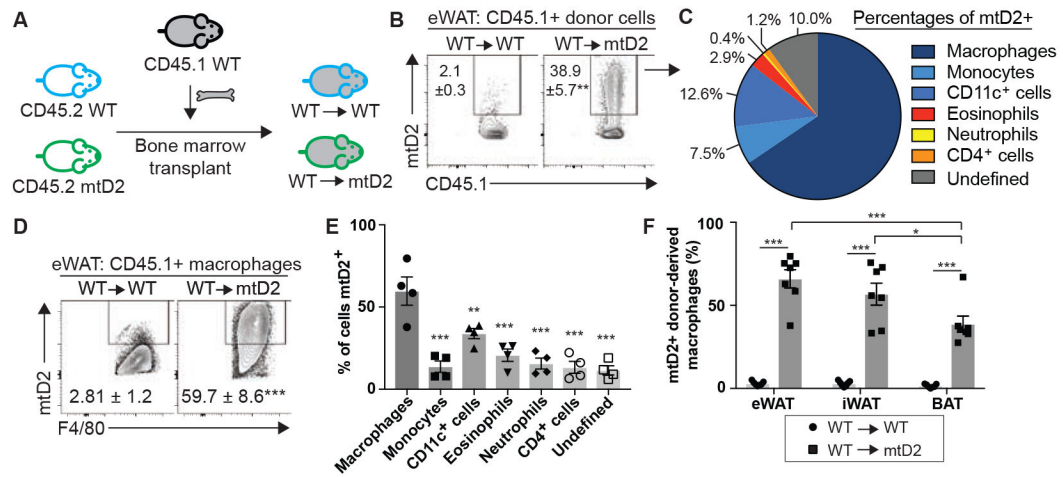 A
CD45.1 WT
CD45.2 WT
CD45.2 mtD2
Bone marrow
transplant
WT → WT
WT → mtD2
B
eWAT: CD45.1+ donor cells
WT → WT
WT → mtD2
2.1
±0.3
38.9
±5.7**
mtD2
CD45.1
C
Percentages of mtD2+
1.2%
10.0%
0.4%
2.9%
12.6%
7.5%
Macrophages
Monocytes
CD11c⁺ cells
Eosinophils
Neutrophils
CD4⁺ cells
Undefined
D
eWAT: CD45.1+ macrophages
WT → WT
WT → mtD2
2.81 ± 1.2
59.7 ± 8.6***
mtD2
F4/80
E
% of cells mtD2⁺
100
50
0
***
**
***
***
***
***
Macrophages
Monocytes
CD11c⁺ cells
Eosinophils
Neutrophils
CD4⁺ cells
Undefined
F
mtD2+ donor-derived
macrophages (%)
100
50
0
***
*
***
***
***
eWAT
iWAT
BAT
WT → WT
WT → mtD2